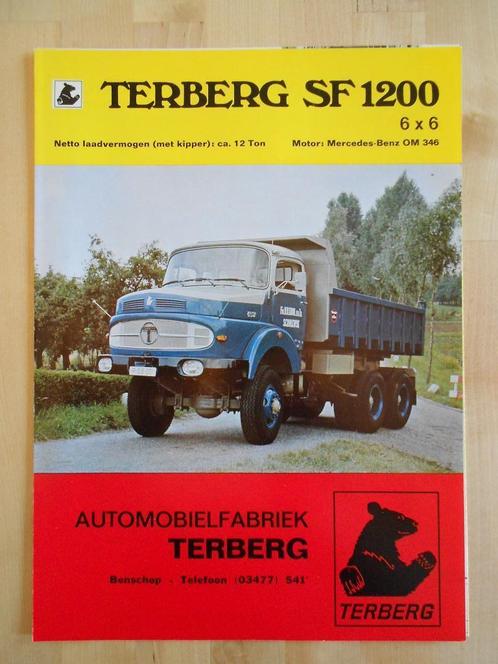 TERBERG SF 1200
6 x 6
Netto laadvermogen (met kipper): ca. 12 Ton Motor: Mercedes-Benz OM 346
AUTOMOBIELFABRIEK
TERBERG
Benschop - Telefoon (03477) 541
TERBERG